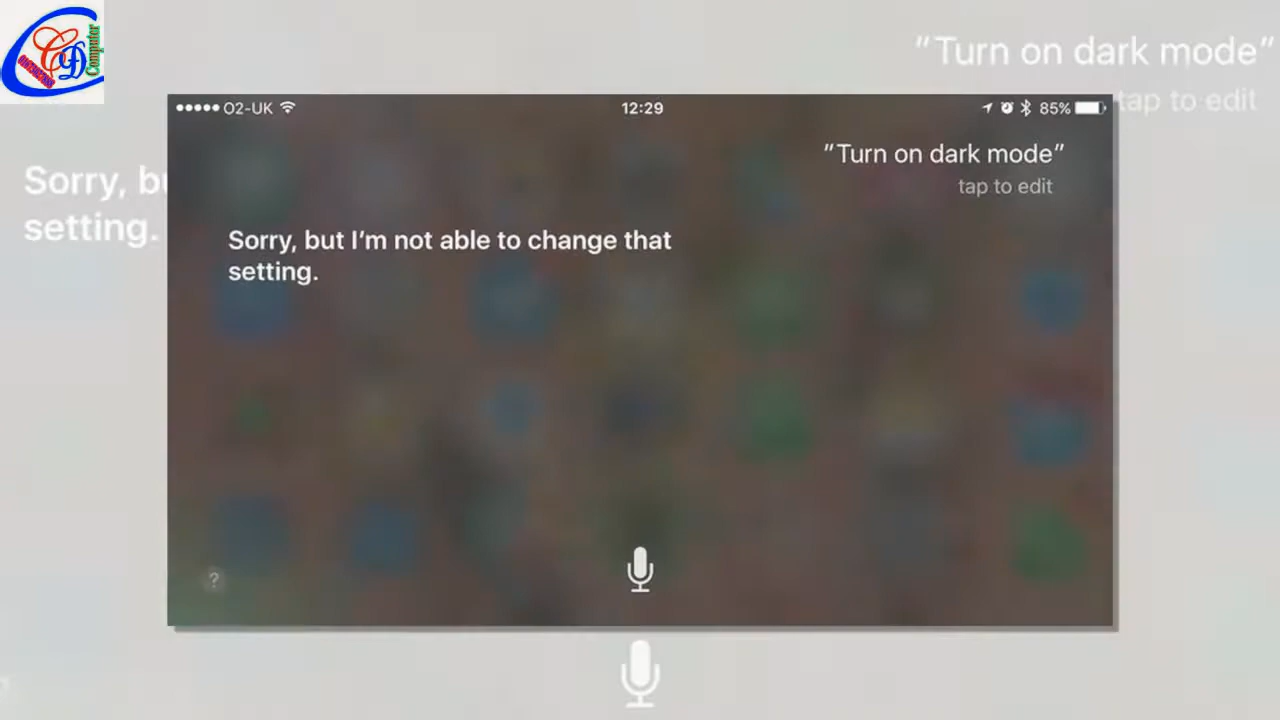 Computer
"Turn on dark mode"
tap to edit
O2-UK
12:29
85%
"Turn on dark mode"
tap to edit
Sorry, bu
setting.
Sorry, but I'm not able to change that
setting.
?